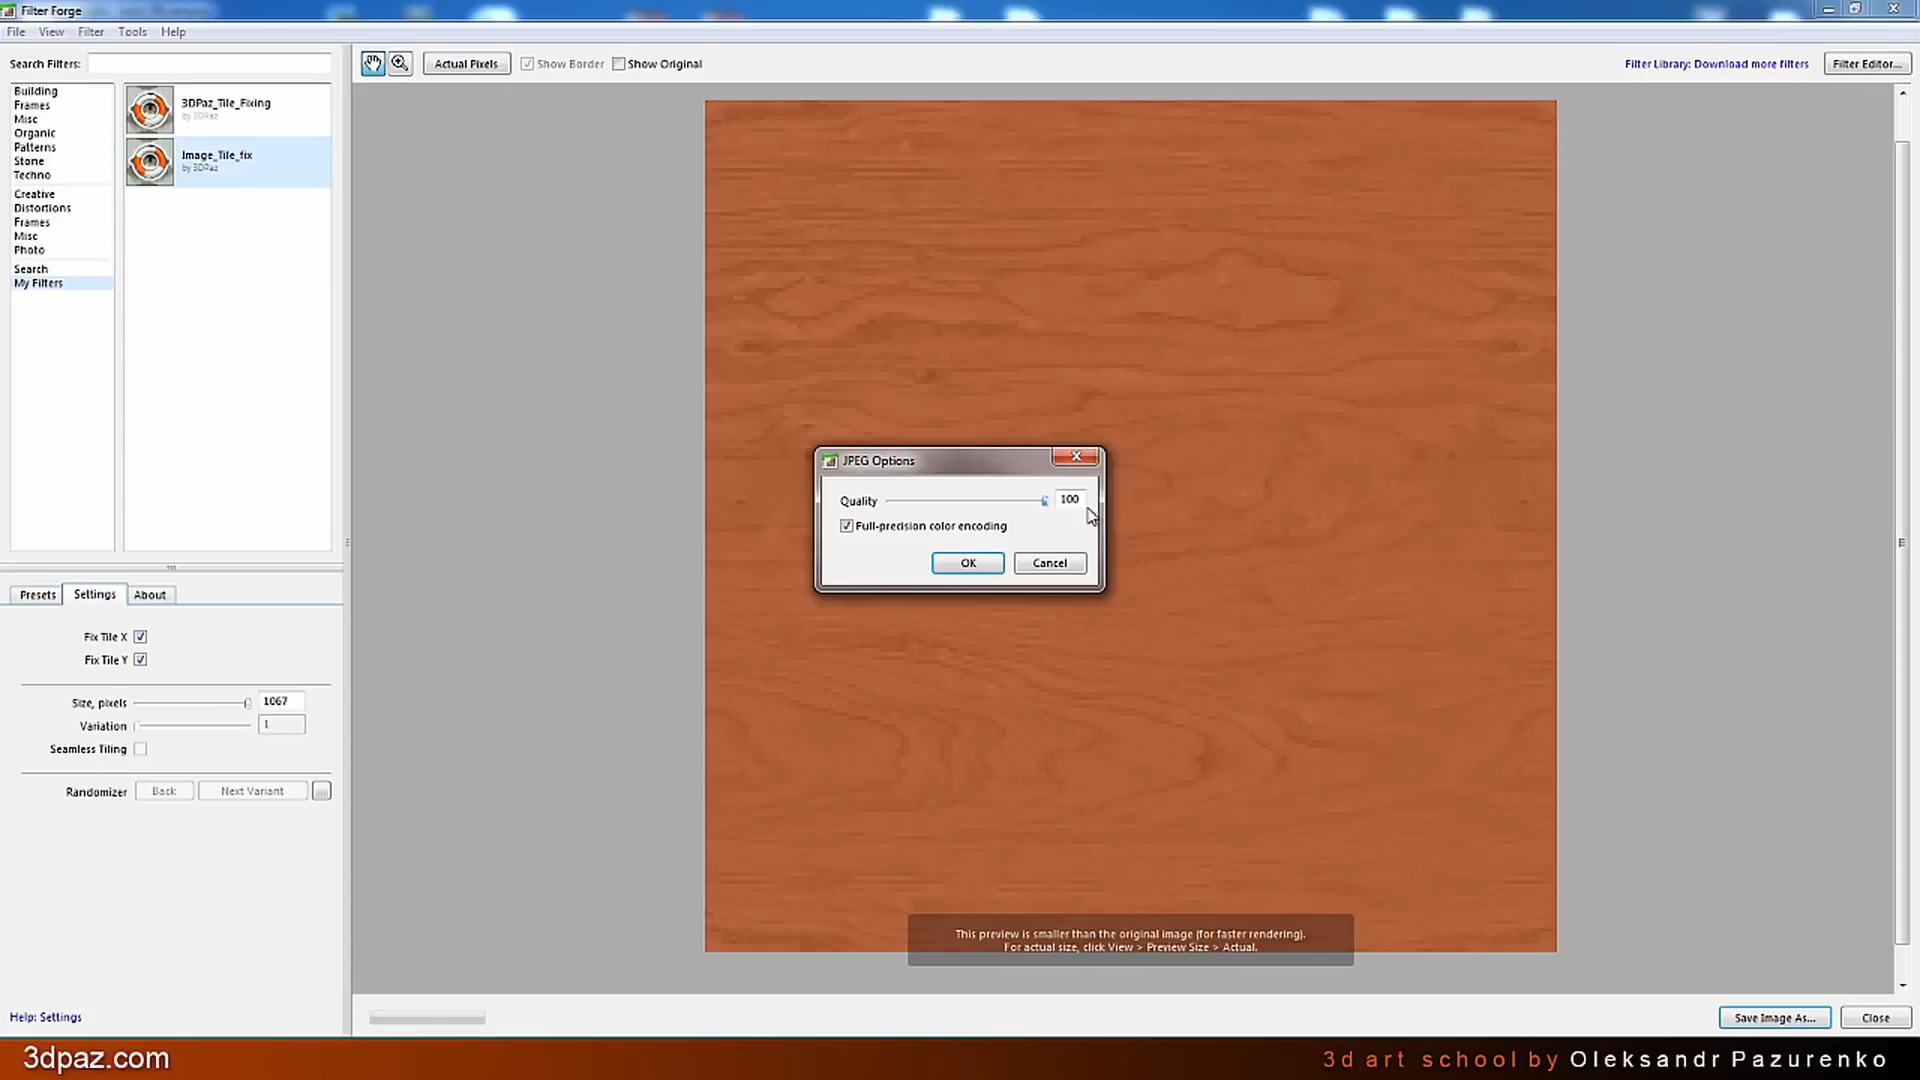 Filter Forge
File View Filter Tools Help
Search Filters:
Actual Pixels
Show Border
Show Original
Filter Library: Download more filters
Filter Editor...
Building
Frames
Misc
Organic
Patterns
Stone
Techno
Creative
Distortions
Frames
Misc
Photo
Search
My Filters
3DPaz_Tile_Fixing
by 3DPaz
Image_Tile_fix
by 3DPaz
JPEG Options
Quality 100
Full-precision color encoding
OK Cancel
Presets Settings About
Fix Tile X
Fix Tile Y
Size, pixels 1067
Variation 1
Seamless Tiling
Randomizer Back Next Variant ...
This preview is smaller than the original image (for faster rendering).
For actual size, click View > Preview Size > Actual.
Help: Settings
Save Image As...
Close
3dpaz.com
3d art school by Oleksandr Pazurenko